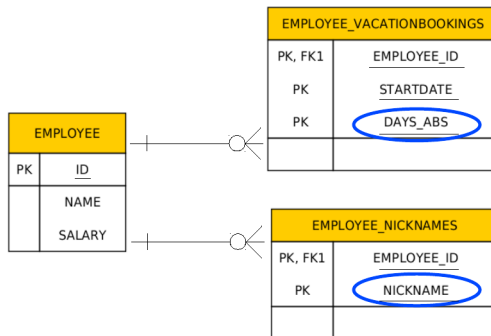 EMPLOYEE_VACATIONBOOKINGS
PK, FK1 EMPLOYEE_ID
PK STARTDATE
PK DAYS_ABS
EMPLOYEE
PK ID
NAME
SALARY
EMPLOYEE_NICKNAMES
PK, FK1 EMPLOYEE_ID
PK NICKNAME